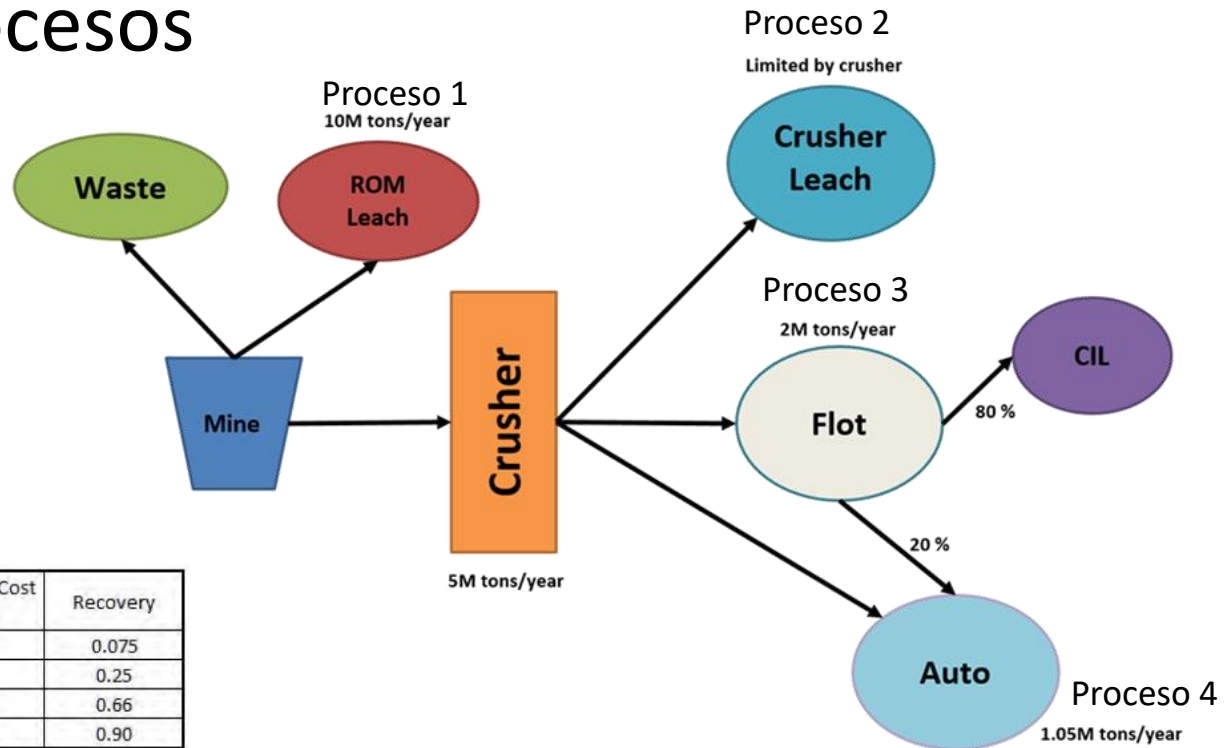 cesos
Proceso 2
Limited by crusher
Proceso 1
10M tons/year
Crusher
Leach
Waste
ROM
Leach
Proceso 3
2M tons/year
CIL
80 %
Mine
Crusher
Flot
20 %
5M tons/year
Cost
Recovery
0.075
0.25
0.66
0.90
Auto
Proceso 4
1.05M tons/year